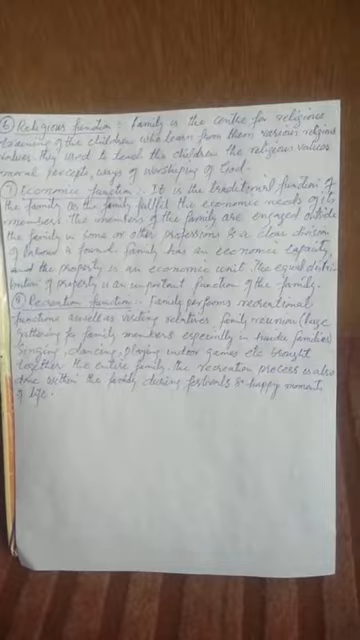 ⑥ Religious function :- family is the centre for religious
training of the children who learn from them various religious
values they used to teach the children the religious values
moral precepts, ways of worshiping of God.
⑦ Economic function :- It is the traditional function of
the family as the family fulfil the economic needs of its
members. The members of the family are engaged outside
the family in some or other professions & a clear division
of labour is found. family has an economic capacity,
and the property is an economic unit. The equal distri-
bution of property is an important function of the family.
⑧ Recreation function :- Family performs recreational
functions as well as visiting relatives, family reunion (large
gathering for family members especially in families)
Singing, dancing, playing indoor games etc brought
together the entire family. the recreation process is also
done within the family during festivals & happy moments
of life.